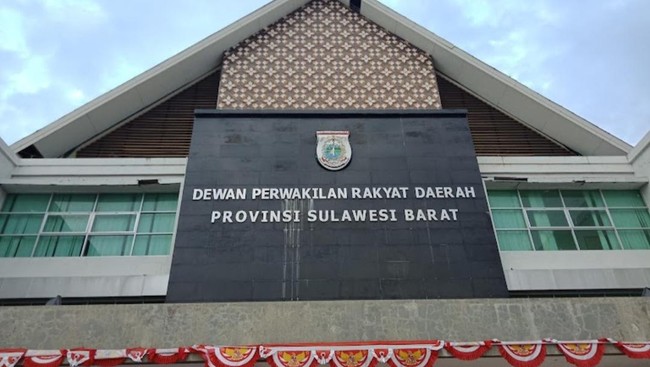 DEWAN PERWAKILAN RAKYAT DAERAH
PROVINSI SULAWESI BARAT